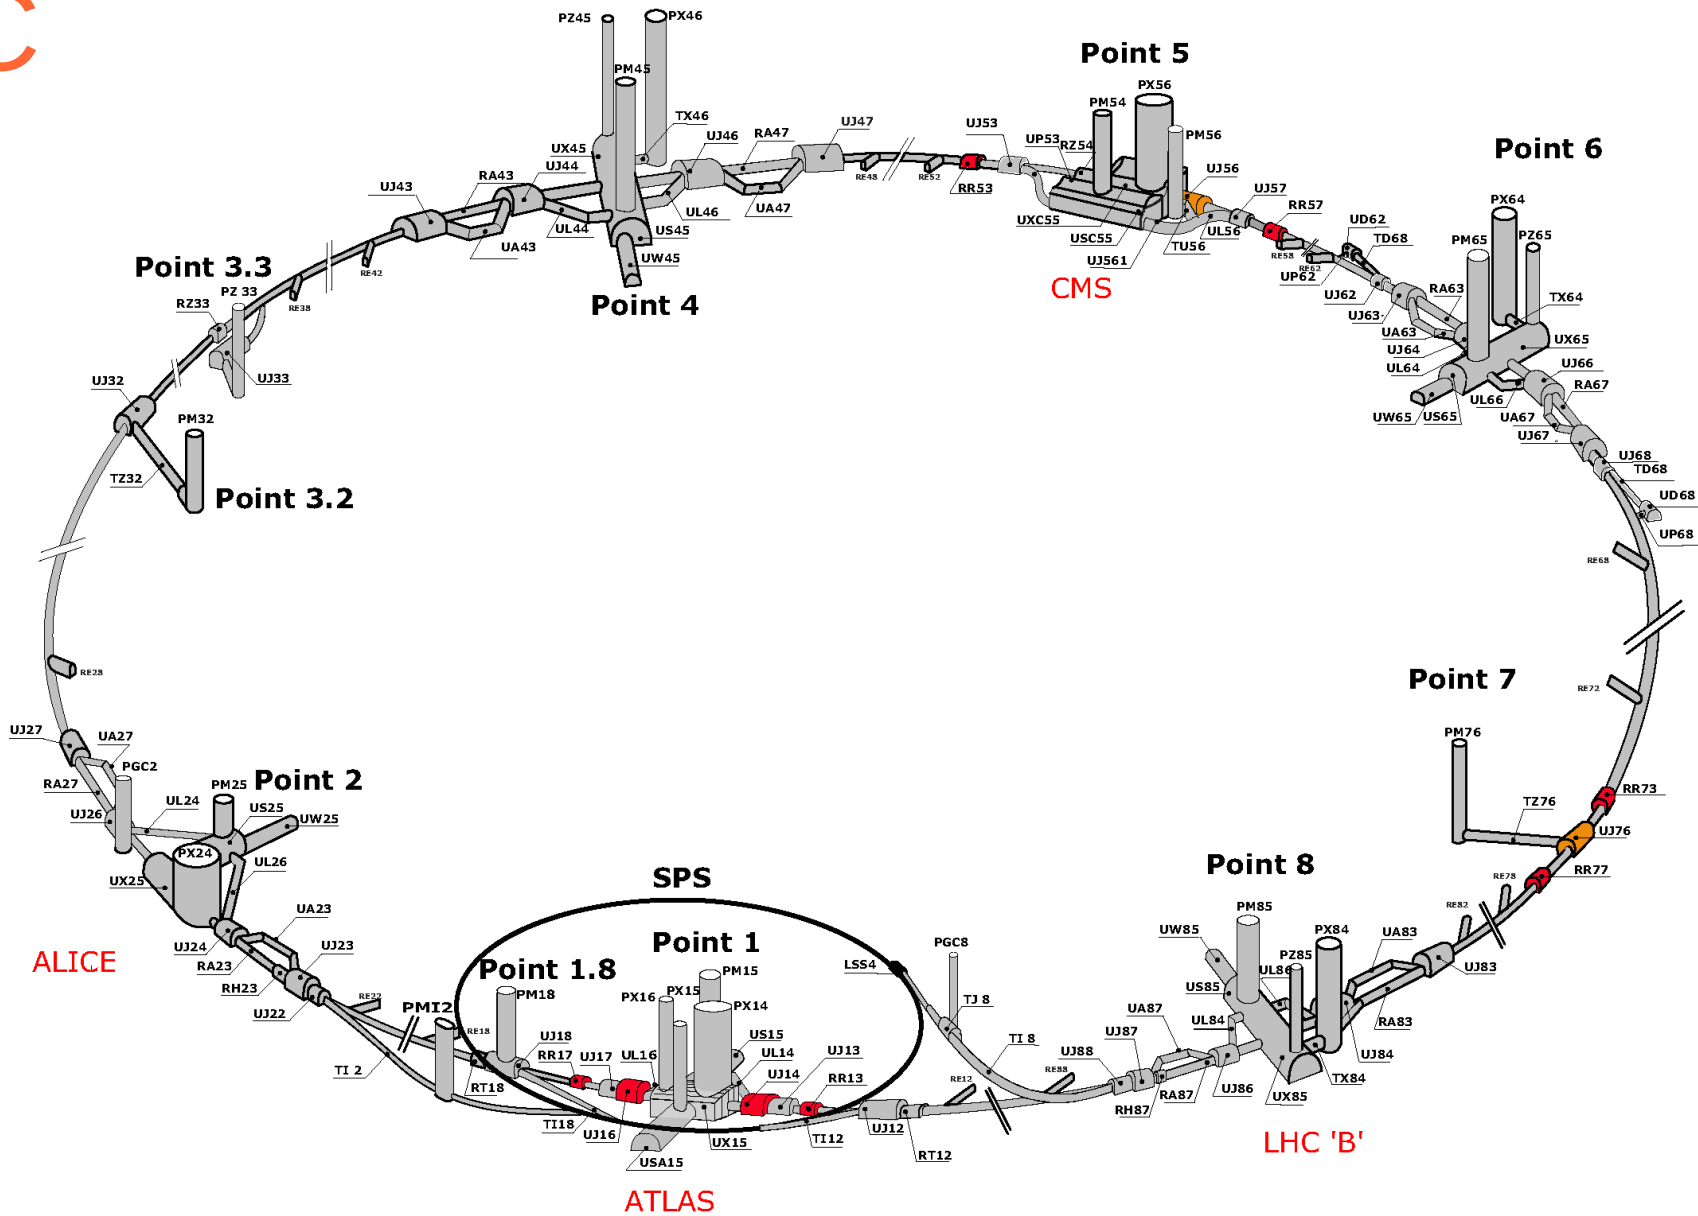 C
PZ45
PX46
PM45
TX46
UX45
UJ46
RA47
UJ47
RA43
UJ44
UJ43
UA43
UL44
UL46
UA47
US45
UW45
Point 4
RE42
RE38
RE48
RE52
Point 5
PX56
PM54
UJ53
UP53
RZ54
PM56
RR53
UJ56
UJ57
RR57
UXC55
USC55
UJ561
TU56
UL56
CMS
RE58
RE62
UP62
UD62
TD68
UJ62
UJ63
Point 6
PX64
PM65
PZ65
RA63
TX64
UA63
UJ64
UL64
UX65
UJ66
RA67
UL66
UW65
US65
UA67
UJ67
UJ68
TD68
UD68
UP68
RE68
RE72
Point 3.3
RZ33
PZ 33
UJ33
UJ32
PM32
TZ32
Point 3.2
RE28
UJ27
UA27
PGC2
RA27
UJ26
UL24
PM25
Point 2
US25
UW25
PX24
UX25
UL26
UA23
UJ24
UJ23
RA23
RH23
UJ22
RE22
ALICE
TI 2
PMI2
RE18
RT18
SPS
Point 1
Point 1.8
PM18
UJ18
RR17
UJ17
UL16
PX16
PX15
PM15
PX14
US15
UL14
UJ13
UJ14
RR13
TI18
UJ16
USA15
UX15
TI12
UJ12
RT12
RE12
ATLAS
LSS4
PGC8
TJ 8
TI 8
RE88
UJ88
UJ87
UA87
RH87
RA87
UJ86
UL84
Point 8
PM85
UW85
US85
UL86
PZ85
PX84
UA83
UJ83
RA83
UJ84
TX84
UX85
LHC 'B'
Point 7
PM76
TZ76
RR73
UJ76
RR77
RE78
RE82